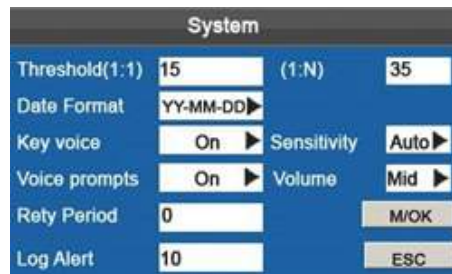 System
Threshold(1:1) 15 (1:N) 35
Date Format YY-MM-DD
Key voice On Sensitivity Auto
Voice prompts On Volume Mid
Rety Period 0 M/OK
Log Alert 10 ESC